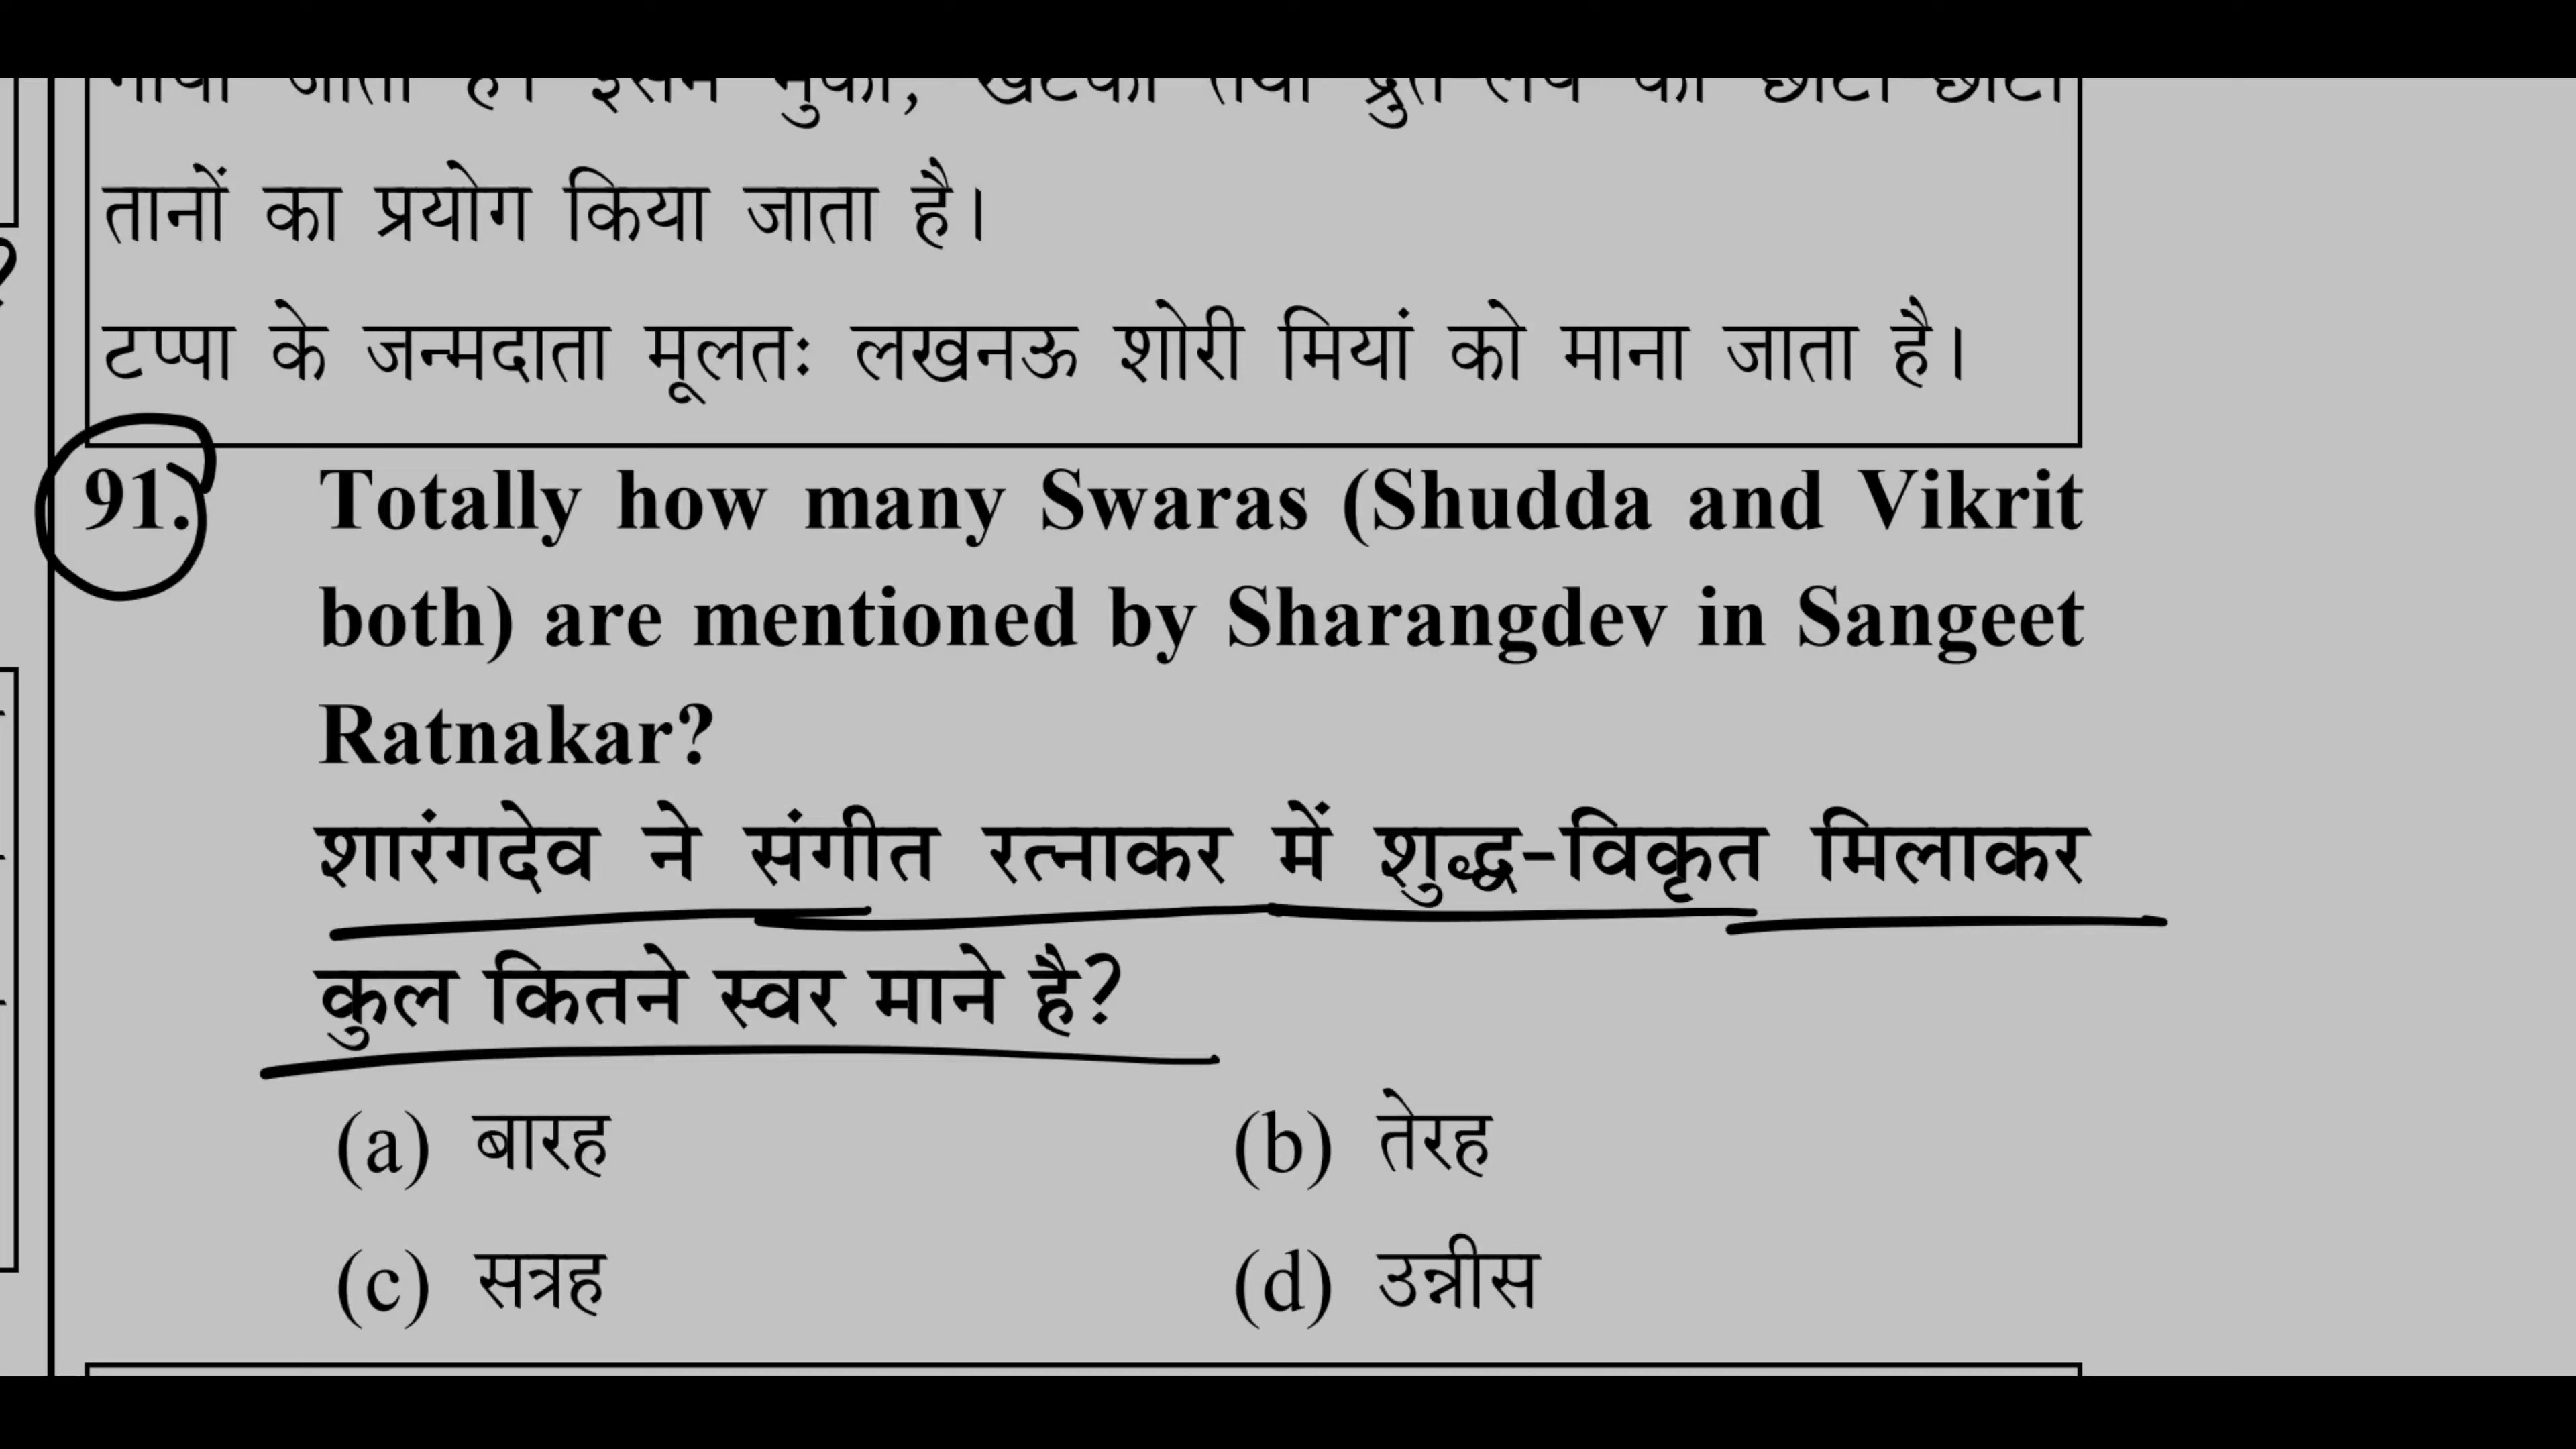 तानों का प्रयोग किया जाता है।
टप्पा के जन्मदाता मूलतः लखनऊ शोरी मियां को माना जाता है।
91. Totally how many Swaras (Shudda and Vikrit
both) are mentioned by Sharangdev in Sangeet
Ratnakar?
शारंगदेव ने संगीत रत्नाकर में शुद्ध-विकृत मिलाकर
कुल कितने स्वर माने है?
(a) बारह (b) तेरह
(c) सत्रह (d) उन्नीस